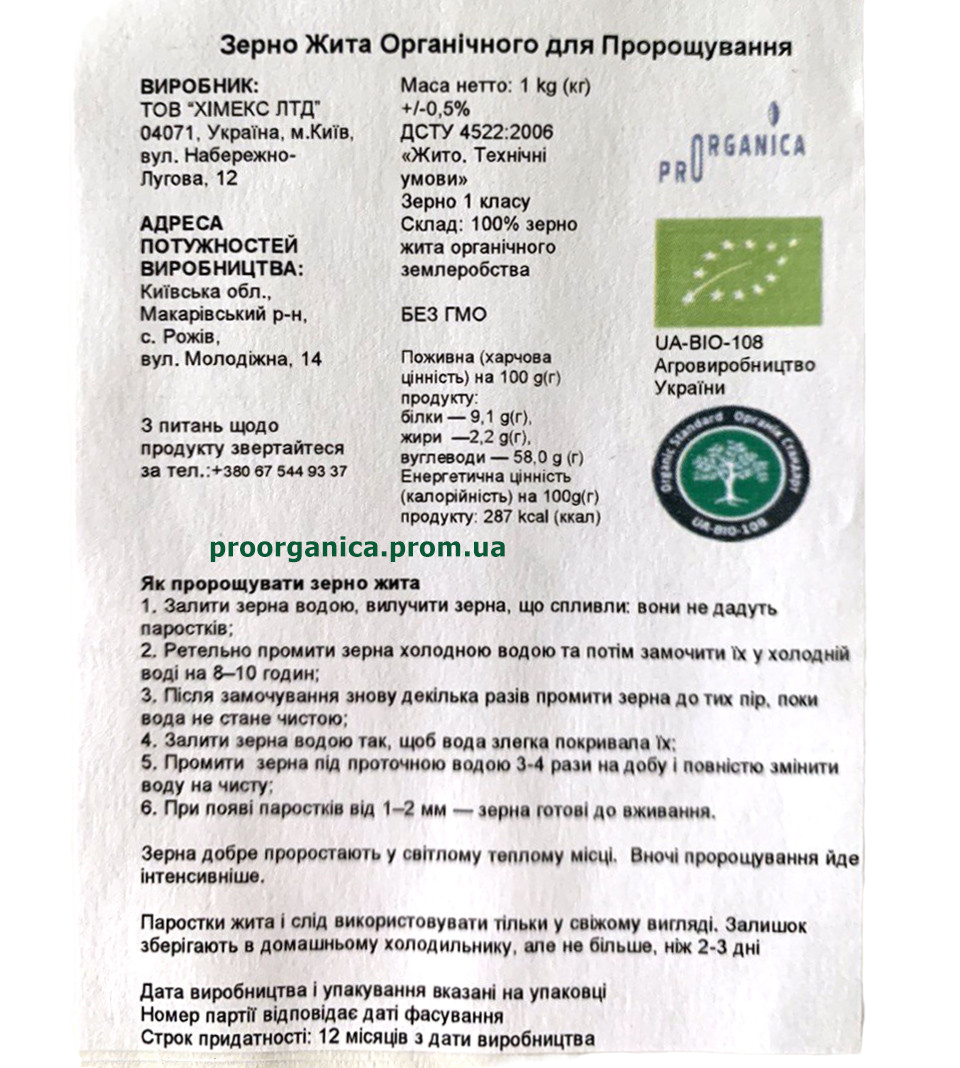 Зерно Жита Органічного для Пророщування
ВИРОБНИК:
ТОВ "ХІМЕКС ЛТД"
04071, Україна, м.Київ,
вул. Набережно-
Лугова, 12
АДРЕСА
ПОТУЖНОСТЕЙ
ВИРОБНИЦТВА:
Київська обл.,
Макарівський р-н,
с. Рожів,
вул. Молодіжна, 14
З питань щодо
продукту звертайтеся
за тел.:+380 67 544 93 37
Маса нетто: 1 kg (кг)
+/-0,5%
ДСТУ 4522:2006
«Жито. Технічні
умови»
Зерно 1 класу
Склад: 100% зерно
жита органічного
землеробства
БЕЗ ГМО
Поживна (харчова
цінність) на 100 g(г)
продукту:
білки — 9,1 g(г),
жири —2,2 g(г),
вуглеводи — 58,0 g (г)
Енергетична цінність
(калорійність) на 100g(г)
продукту: 287 kcal (ккал)
PRORGANICA
UA-BIO-108
Агровиробництво
України
Organic Standard Органік Стандарт
UA-BIO-108
proorganica.prom.ua
Як пророщувати зерно жита
1. Залити зерна водою, вилучити зерна, що спливли: вони не дадуть
паростків;
2. Ретельно промити зерна холодною водою та потім замочити їх у холодній
воді на 8–10 годин;
3. Після замочування знову декілька разів промити зерна до тих пір, поки
вода не стане чистою;
4. Залити зерна водою так, щоб вода злегка покривала їх;
5. Промити зерна під проточною водою 3-4 рази на добу і повністю змінити
воду на чисту;
6. При появі паростків від 1–2 мм — зерна готові до вживання.
Зерна добре проростають у світлому теплому місці. Вночі пророщування йде
інтенсивніше.
Паростки жита і слід використовувати тільки у свіжому вигляді. Залишок
зберігають в домашньому холодильнику, але не більше, ніж 2-3 дні
Дата виробництва і упакування вказані на упаковці
Номер партії відповідає даті фасування
Строк придатності: 12 місяців з дати виробництва